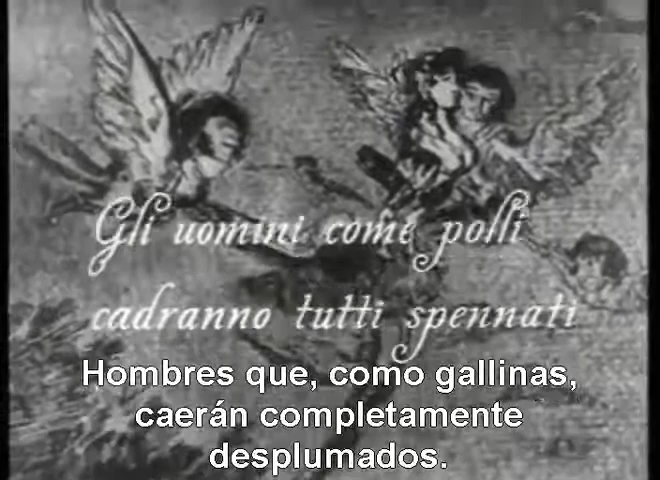 Gli uomini come polli
cadranno tutti spennati
Hombres que, como gallinas,
caerán completamente
desplumados.